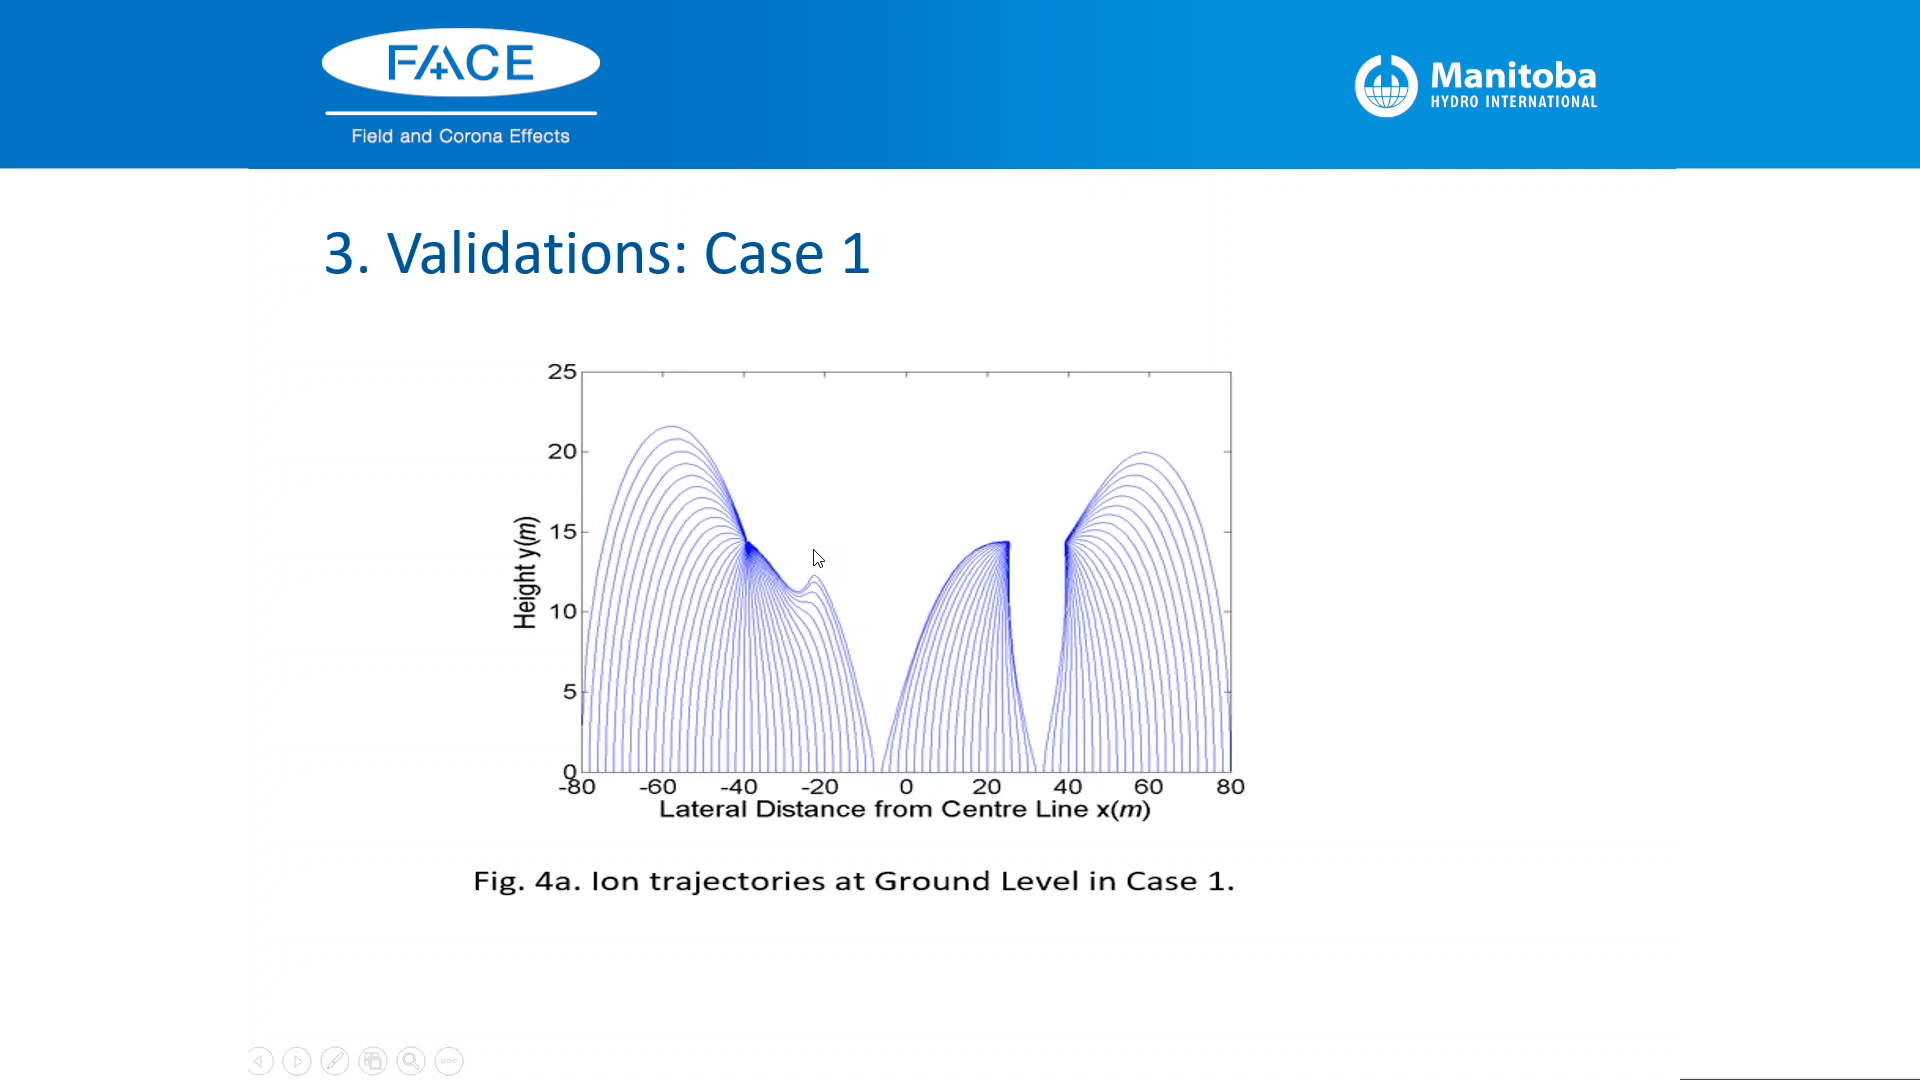 FACE
Field and Corona Effects
Manitoba
HYDRO INTERNATIONAL
3. Validations: Case 1
25
20
15
10
5
0
Height y(m)
-80 -60 -40 -20 0 20 40 60 80
Lateral Distance from Centre Line x(m)
Fig. 4a. Ion trajectories at Ground Level in Case 1.